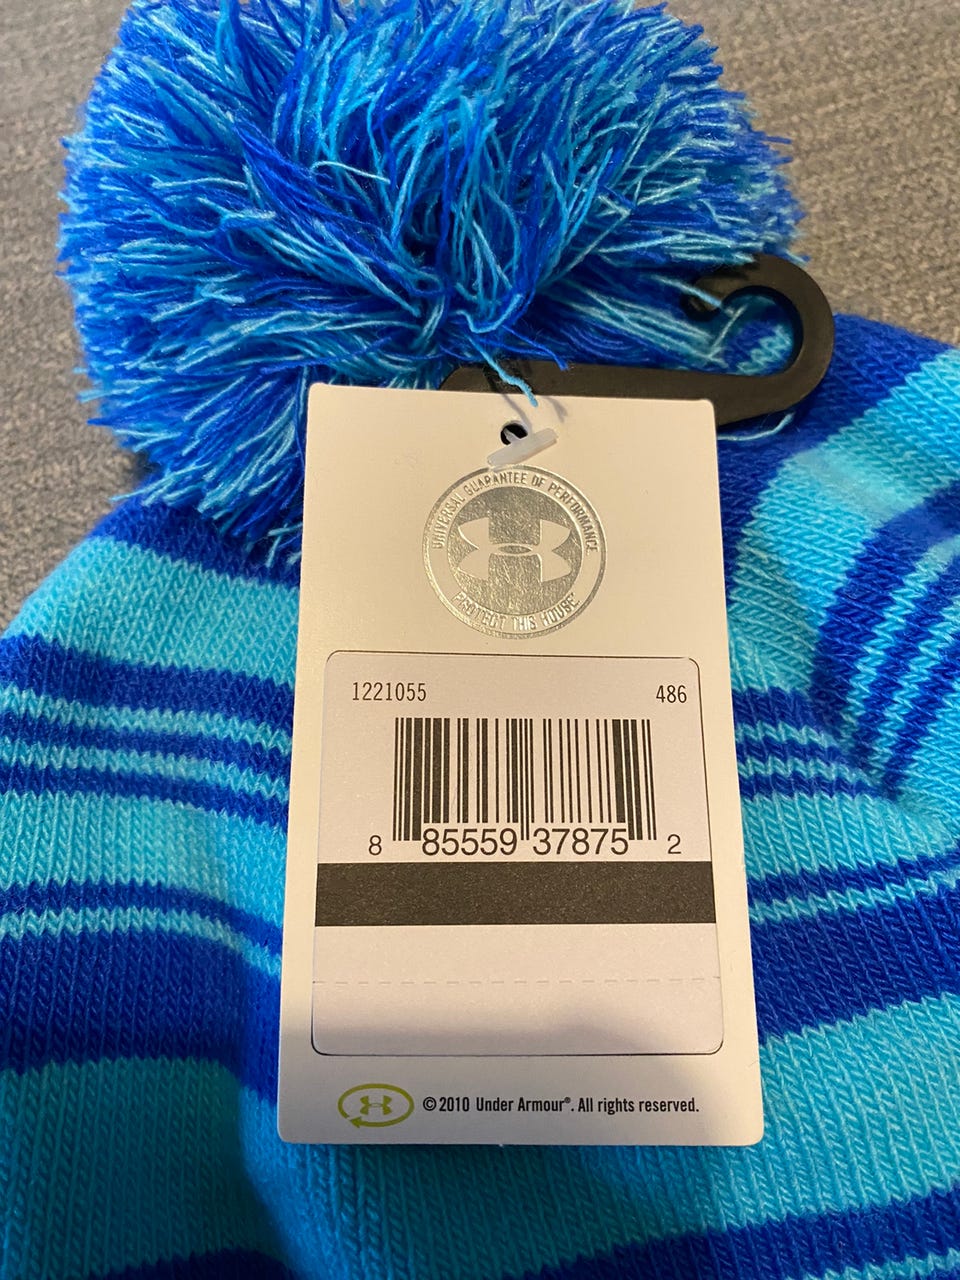 UNIVERSAL GUARANTEE OF PERFORMANCE
PROTECT THIS HOUSE
1221055 486
8 85559 37875 2
©2010 Under Armour®. All rights reserved.